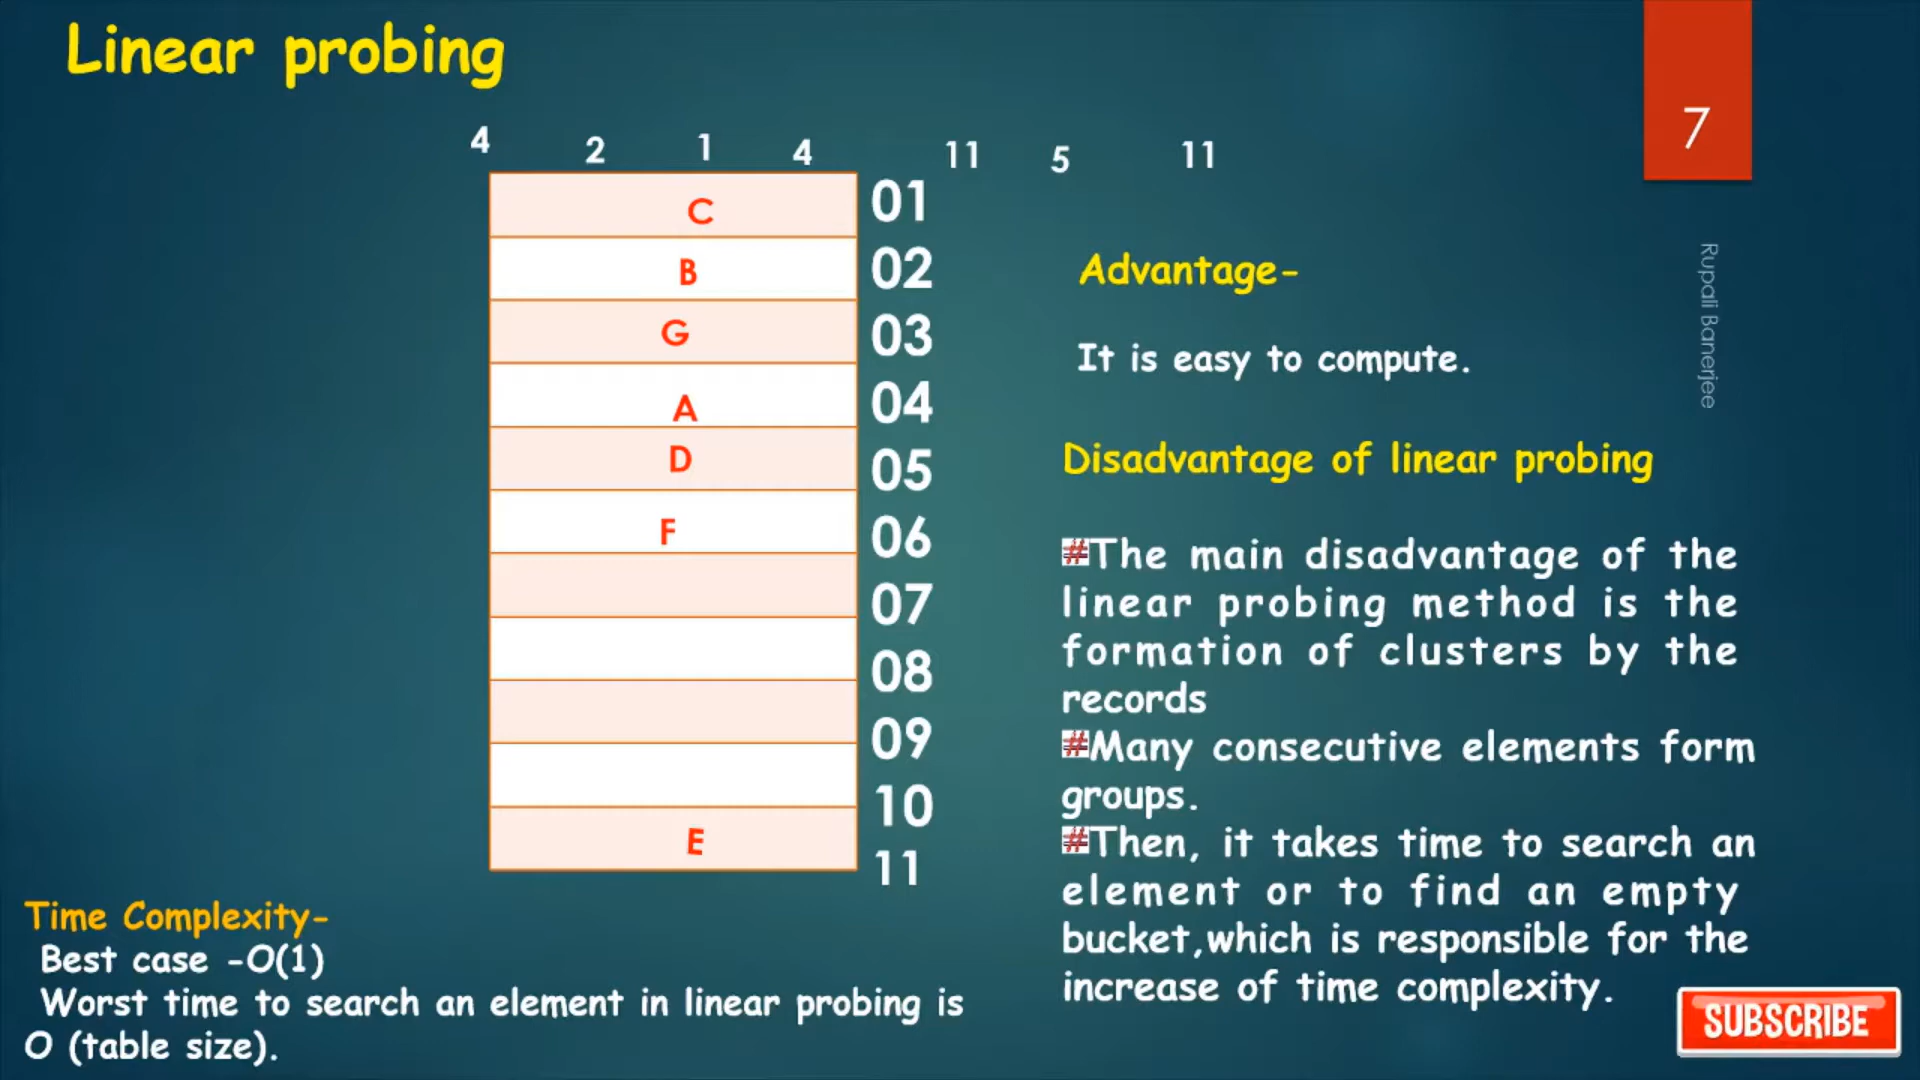 Linear probing
7
4 2 1 4 11 5 11
C 01
B 02
G 03
A 04
D 05
F 06
07
08
09
10
E 11
Advantage-
It is easy to compute.
Disadvantage of linear probing
#The main disadvantage of the
linear probing method is the
formation of clusters by the
records
#Many consecutive elements form
groups.
#Then, it takes time to search an
element or to find an empty
bucket,which is responsible for the
increase of time complexity.
Time Complexity-
Best case -O(1)
Worst time to search an element in linear probing is
O (table size).
Rupali Banerjee
SUBSCRIBE